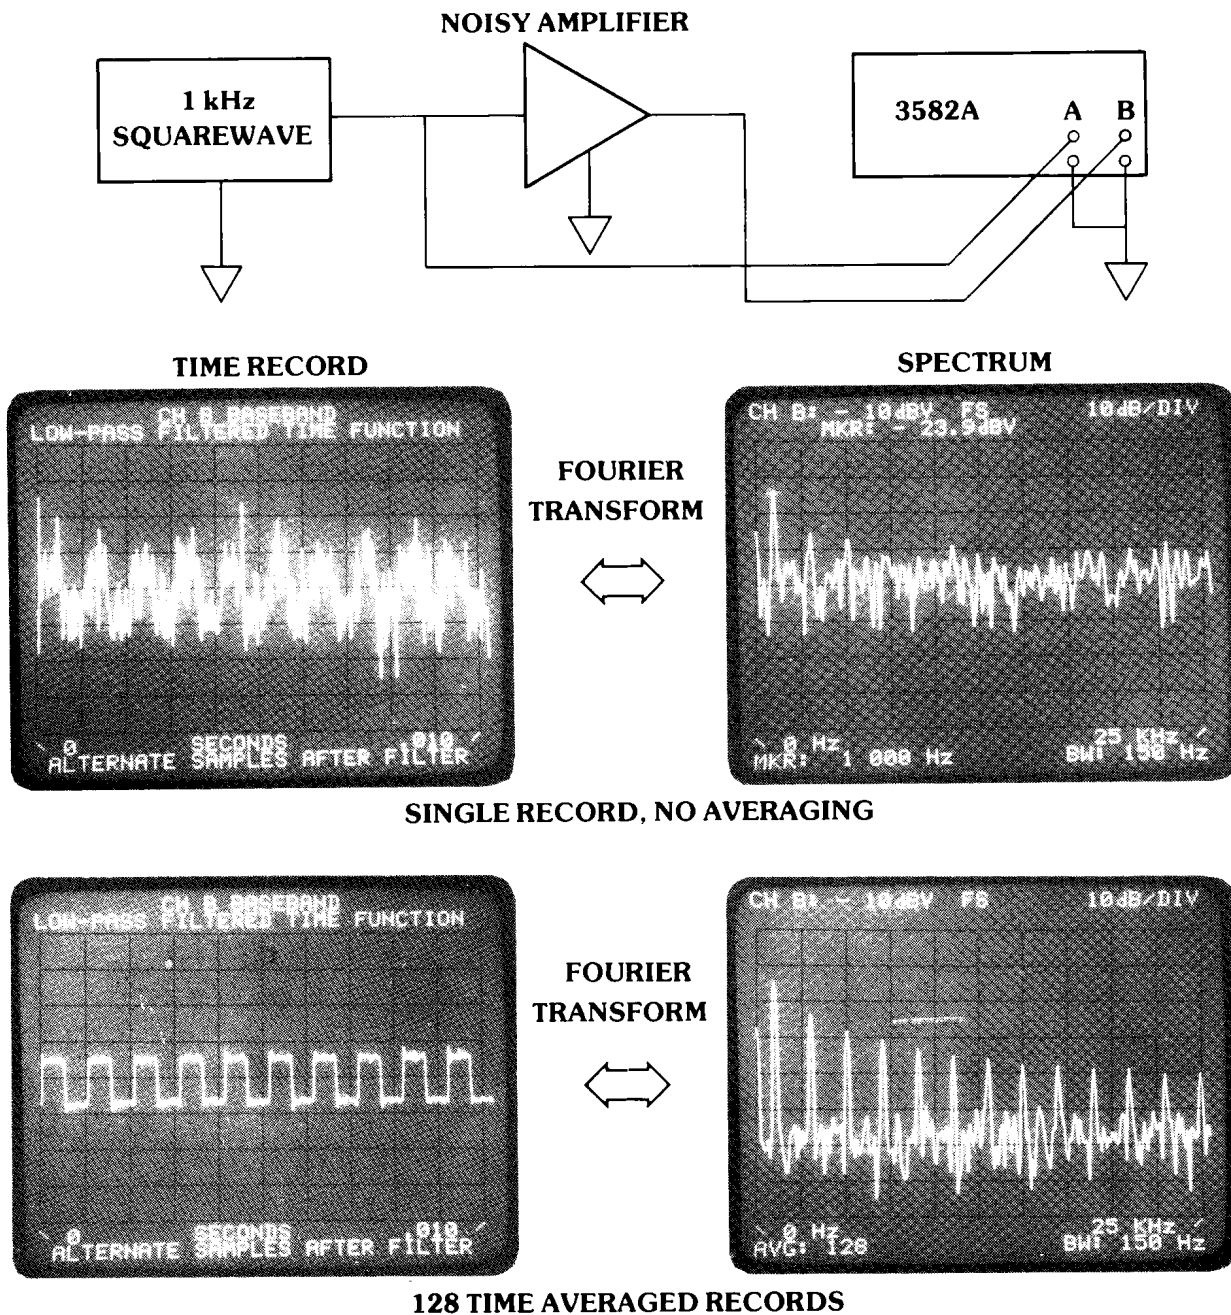 NOISY AMPLIFIER
1 kHz
SQUAREWAVE
3582A
A
B
TIME RECORD
SPECTRUM
CH B BASEBAND
LOW-PASS FILTERED TIME FUNCTION
0
SECONDS
.010
ALTERNATE SAMPLES AFTER FILTER
FOURIER
TRANSFORM
CH B: - 10dBV FS
10dB/DIV
MKR: - 23.9dBV
0 Hz
25 KHz
MKR: 1 000 Hz
BW: 150 Hz
SINGLE RECORD, NO AVERAGING
CH B BASEBAND
LOW-PASS FILTERED TIME FUNCTION
0
SECONDS
.010
ALTERNATE SAMPLES AFTER FILTER
FOURIER
TRANSFORM
CH B: - 10dBV FS
10dB/DIV
0 Hz
25 KHz
AVG: 128
BW: 150 Hz
128 TIME AVERAGED RECORDS